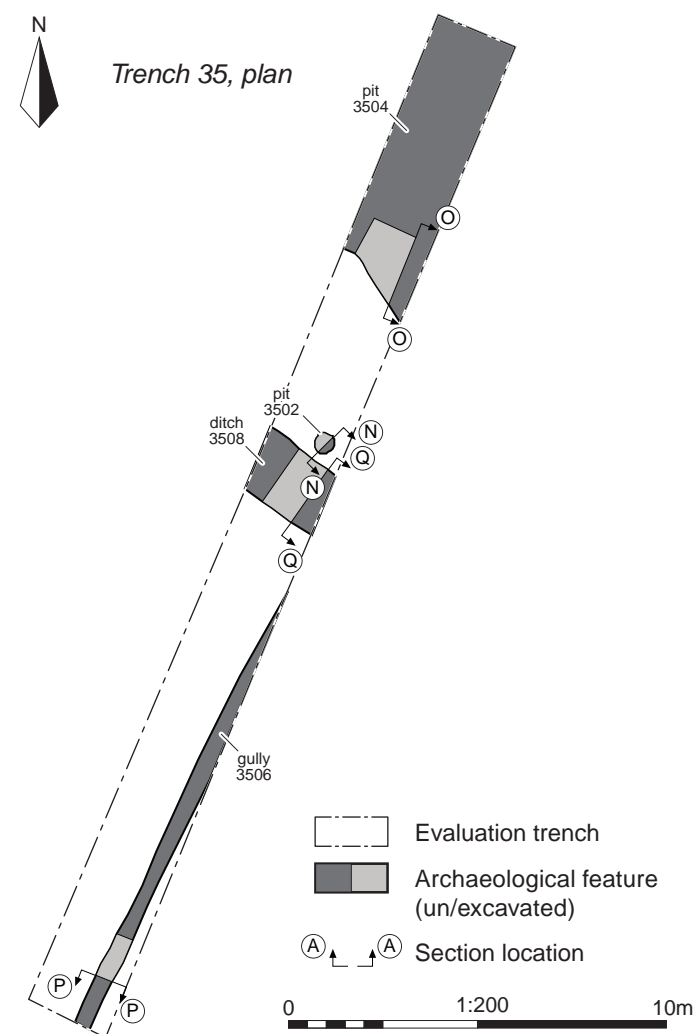 N
Trench 35, plan
pit
3504
O
O
pit
3502
ditch
3508
N
Q
N
Q
gully
3506
P
P
Evaluation trench
Archaeological feature
(un/excavated)
A A Section location
0 1:200 10m